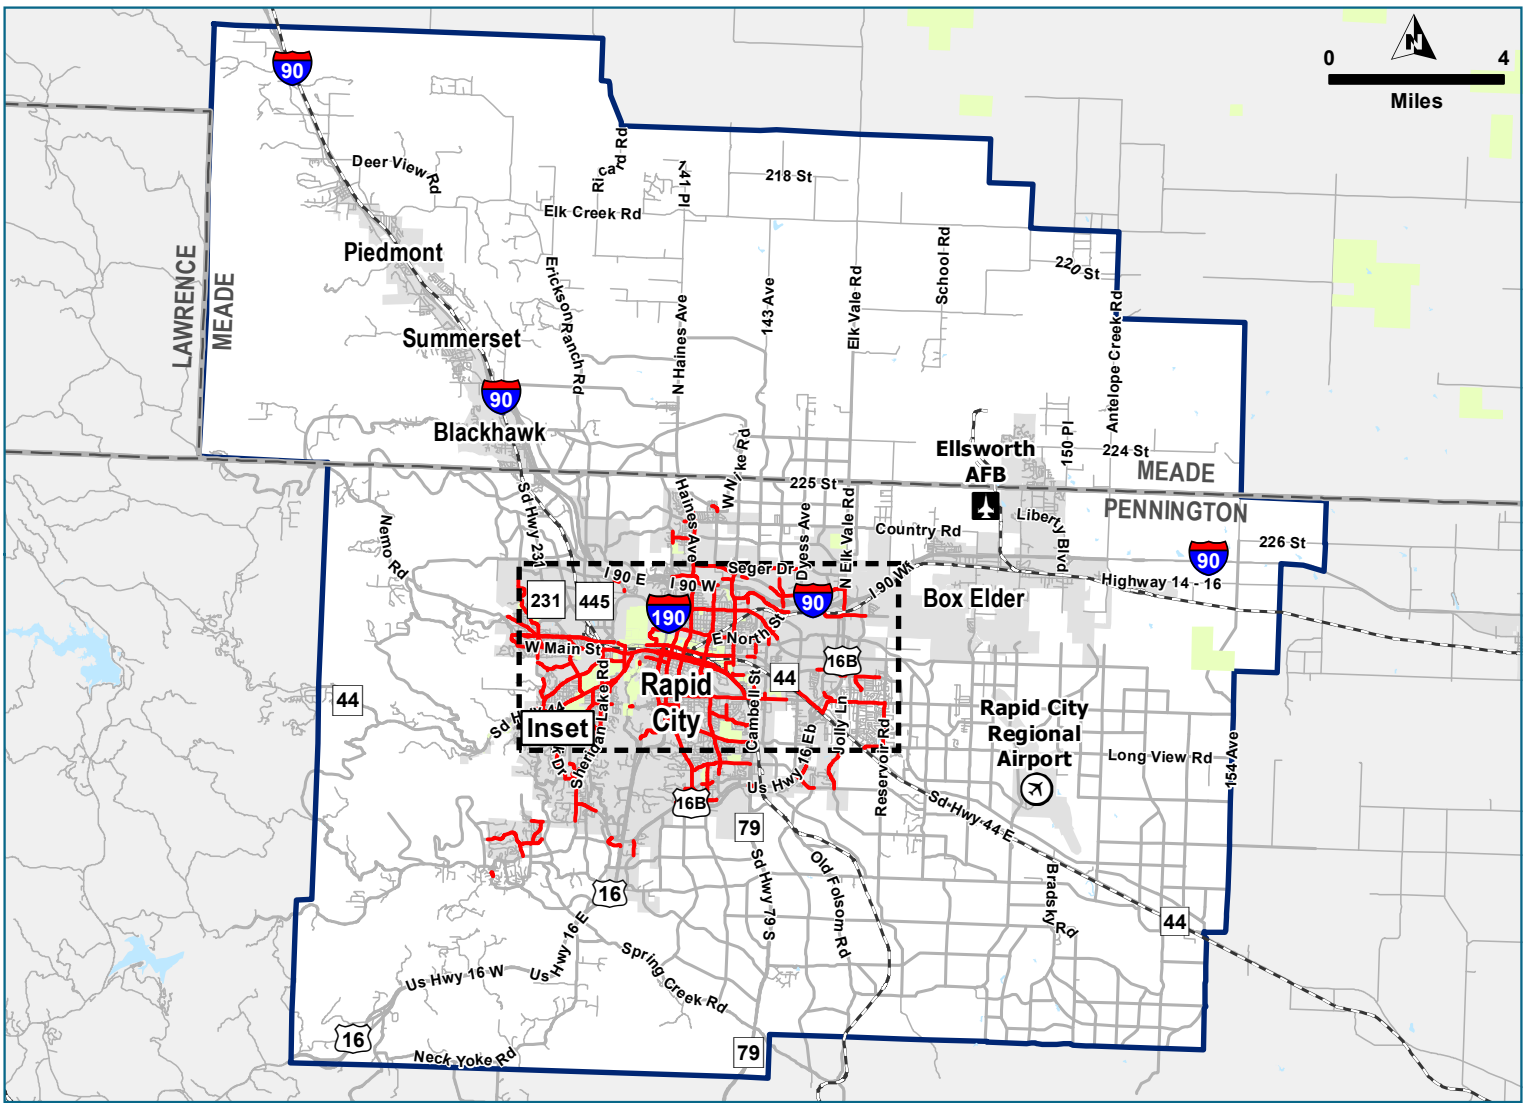 0 4
Miles
N
90
Deer View Rd
Ricard Rd
141 Pl
218 St
Elk Creek Rd
Piedmont
LAWRENCE
MEADE
Erickson Ranch Rd
N Haines Ave
143 Ave
Elk Vale Rd
School Rd
220 St
Antelope Creek Rd
Summerset
90
Blackhawk
W Nike Rd
Ellsworth
AFB
150 Pl
224 St
MEADE
PENNINGTON
225 St
Sd Hwy 231
Haines Ave
Dyess Ave
N Elk Vale Rd
Country Rd
Liberty Blvd
226 St
90
Nemo Rd
I 90 E
I 90 W
Seger Dr
I 90 W
Highway 14 - 16
231
445
190
90
Box Elder
E North St
W Main St
16B
44
44
Rapid
City
Sheridan Lake Rd
Cambell St
Jolly Ln
Reservoir Rd
Inset
Rapid City
Regional
Airport
Long View Rd
154 Ave
Us Hwy 16 Eb
16B
79
Sd Hwy 44 E
16
Sd Hwy 79 S
Old Folsom Rd
Bradsky Rd
44
Us Hwy 16 W
Us Hwy 16 E
Spring Creek Rd
16
Neck Yoke Rd
79